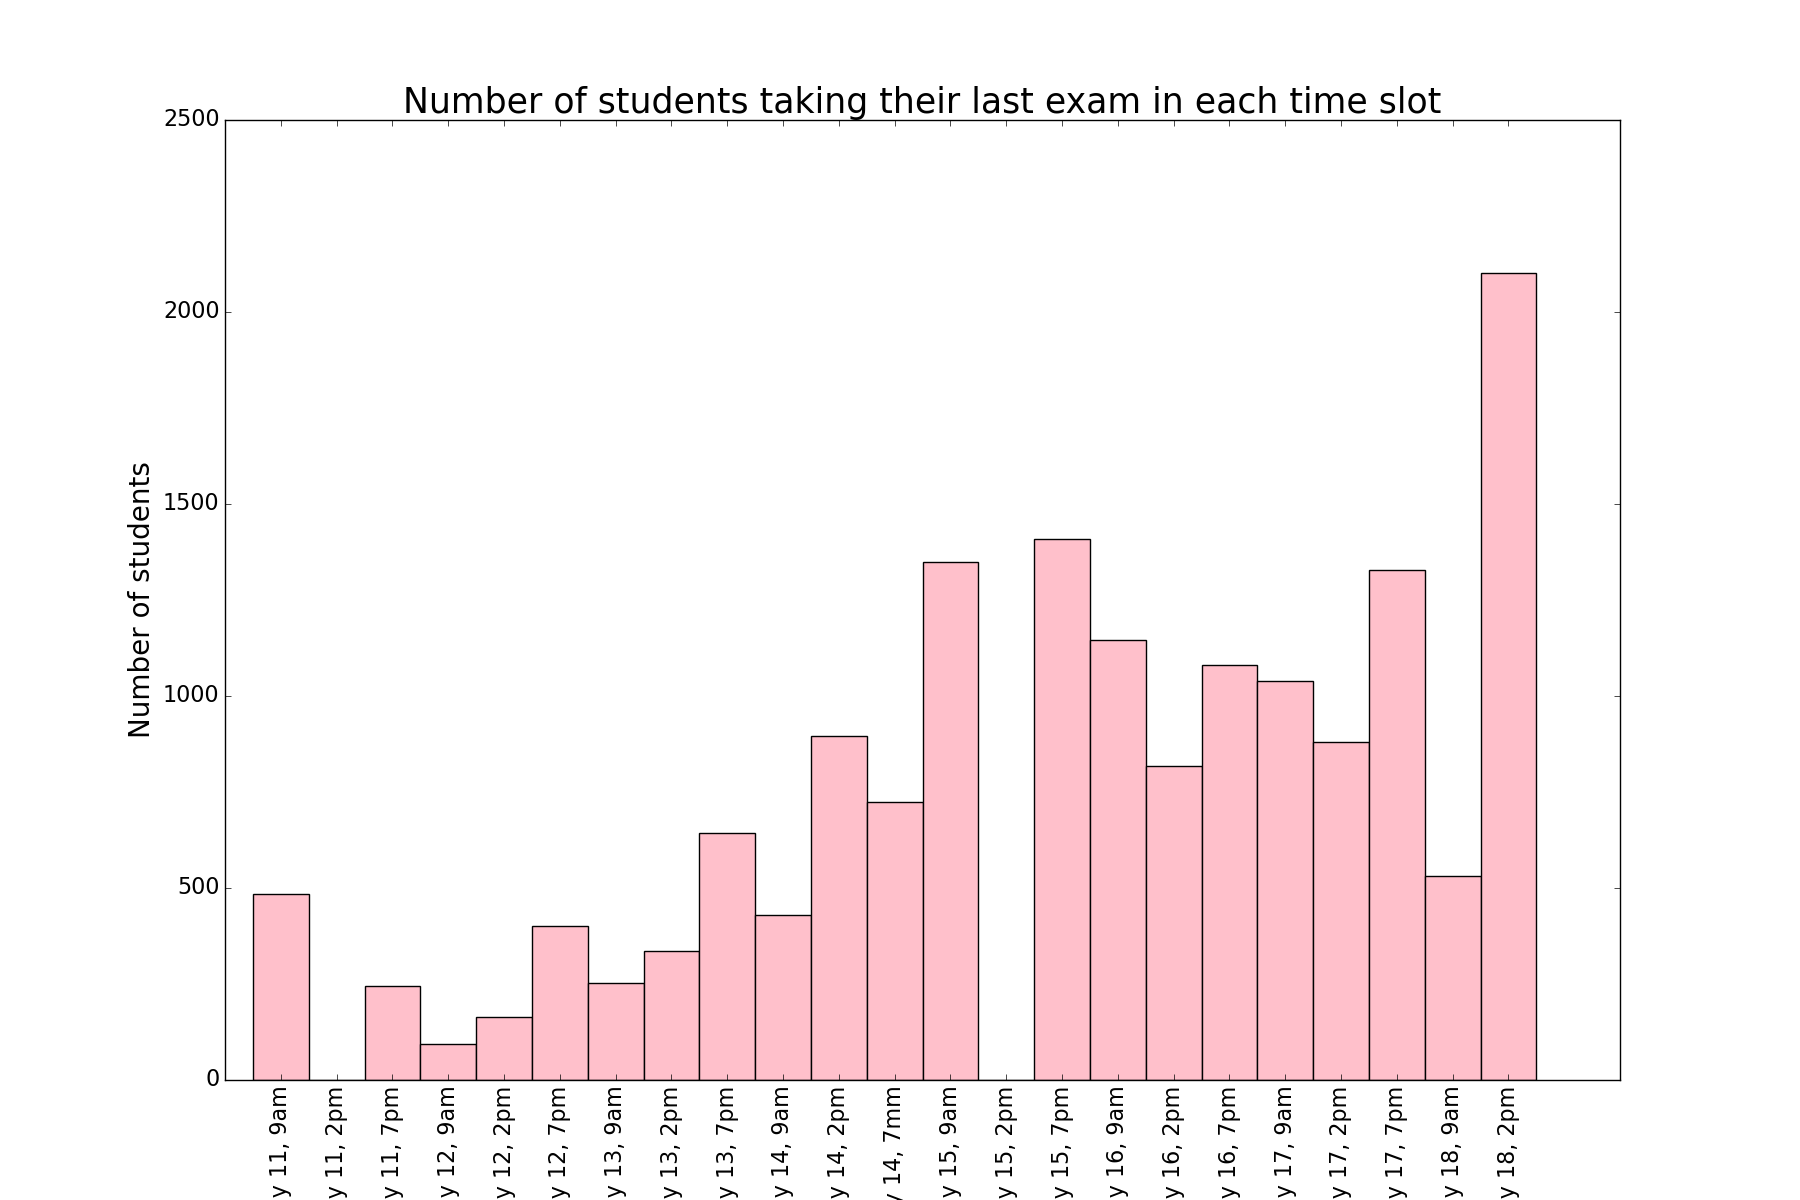 Number of students taking their last exam in each time slot
Number of students
2500
2000
1500
1000
500
0
y 11, 9am
y 11, 2pm
y 11, 7pm
y 12, 9am
y 12, 2pm
y 12, 7pm
y 13, 9am
y 13, 2pm
y 13, 7pm
y 14, 9am
y 14, 2pm
y 14, 7mm
y 15, 9am
y 15, 2pm
y 15, 7pm
y 16, 9am
y 16, 2pm
y 16, 7pm
y 17, 9am
y 17, 2pm
y 17, 7pm
y 18, 9am
y 18, 2pm